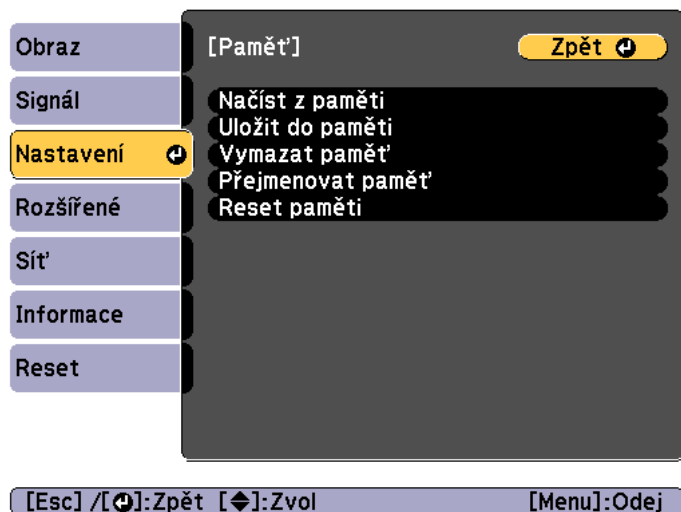 Obraz
Signál
Nastavení
Rozšířené
Síť
Informace
Reset
[Paměť]
Zpět
Načíst z paměti
Uložit do paměti
Vymazat paměť
Přejmenovat paměť
Reset paměti
[Esc] /[ ]:Zpět [ ]:Zvol [Menu]:Odej